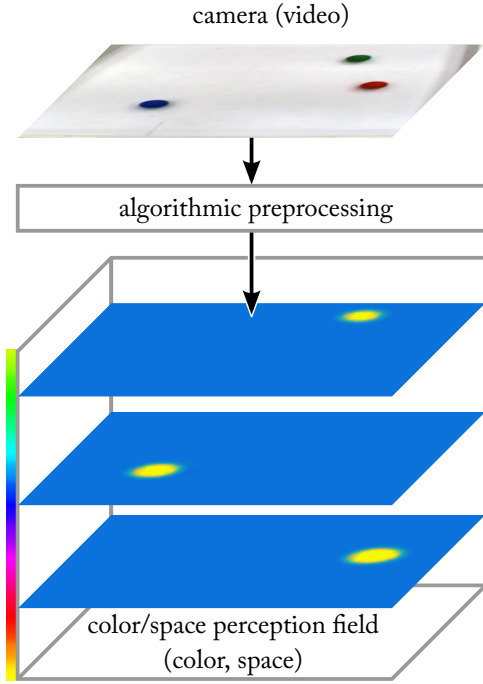 camera (video)
algorithmic preprocessing
color/space perception field
(color, space)